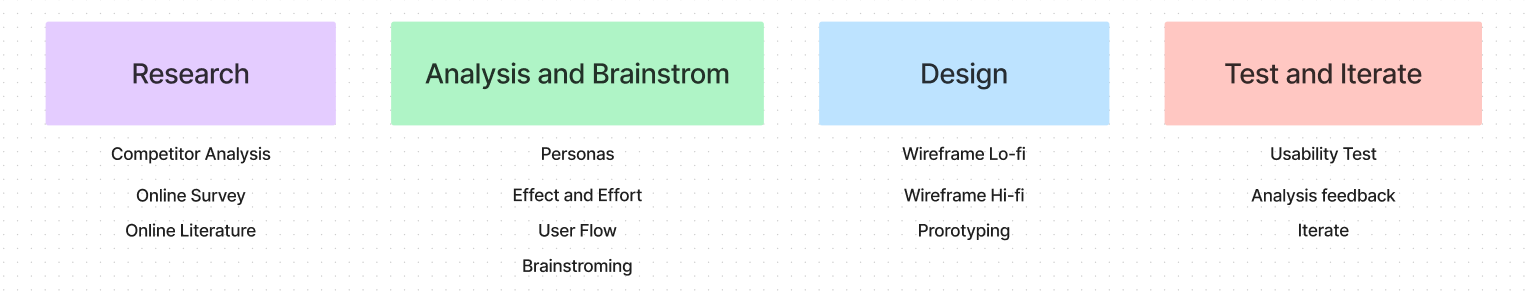 Research
Competitor Analysis
Online Survey
Online Literature
Analysis and Brainstrom
Personas
Effect and Effort
User Flow
Brainstroming
Design
Wireframe Lo-fi
Wireframe Hi-fi
Prorotyping
Test and Iterate
Usability Test
Analysis feedback
Iterate